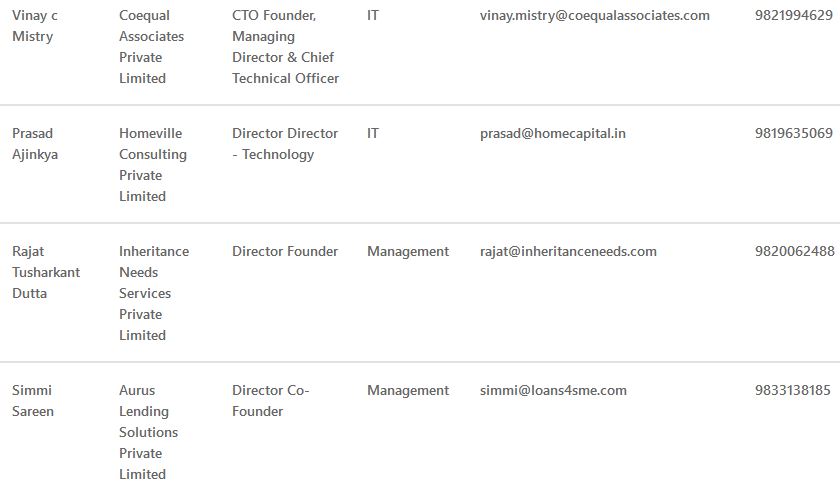 Vinay c Mistry	Coequal Associates Private Limited	CTO Founder, Managing Director & Chief Technical Officer	IT	vinay.mistry@coequalassociates.com	9821994629
Prasad Ajinkya	Homeville Consulting Private Limited	Director Director - Technology	IT	prasad@homecapital.in	9819635069
Rajat Tusharkant Dutta	Inheritance Needs Services Private Limited	Director Founder	Management	rajat@inheritanceneeds.com	9820062488
Simmi Sareen	Aurus Lending Solutions Private Limited	Director Co-Founder	Management	simmi@loans4sme.com	9833138185